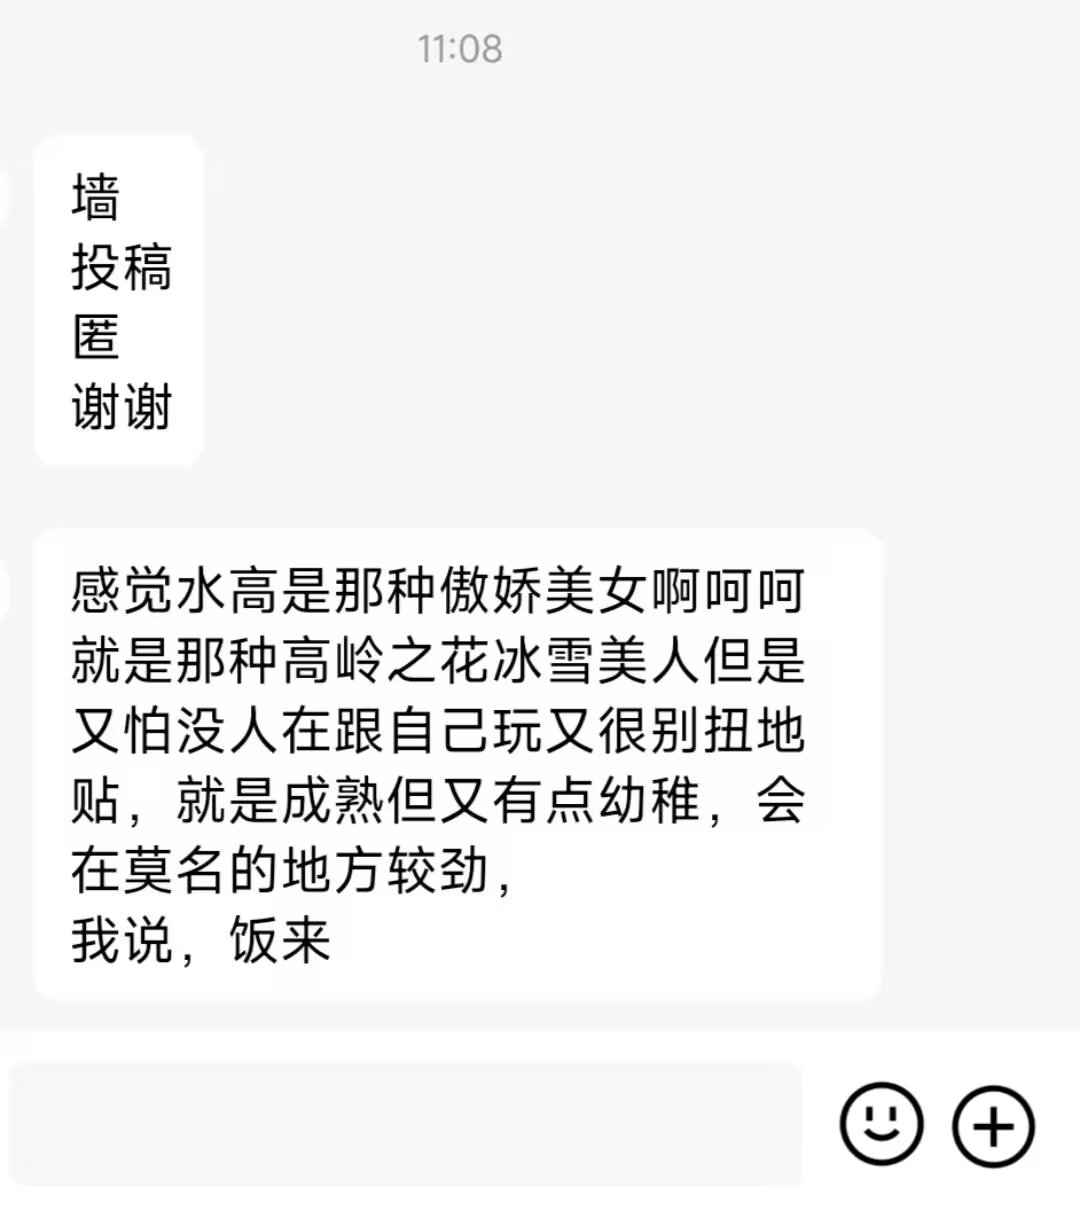 11:08
墙
投稿
匿
谢谢
感觉水高是那种傲娇美女啊呵呵
就是那种高岭之花冰雪美人但是
又怕没人在跟自己玩又很别扭地
贴，就是成熟但又有点幼稚，会
在莫名的地方较劲，
我说，饭来